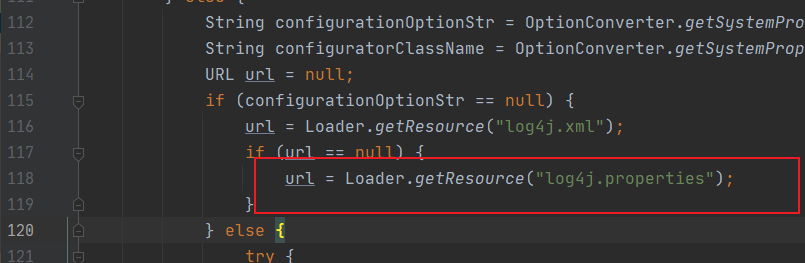 112 String configurationOptionStr = OptionConverter.getSystemPro
113 String configuratorClassName = OptionConverter.getSystemProp
114 URL url = null;
115 if (configurationOptionStr == null) {
116 url = Loader.getResource("log4j.xml");
117 if (url == null) {
118 url = Loader.getResource("log4j.properties");
119 }
120 } else {
121 try {